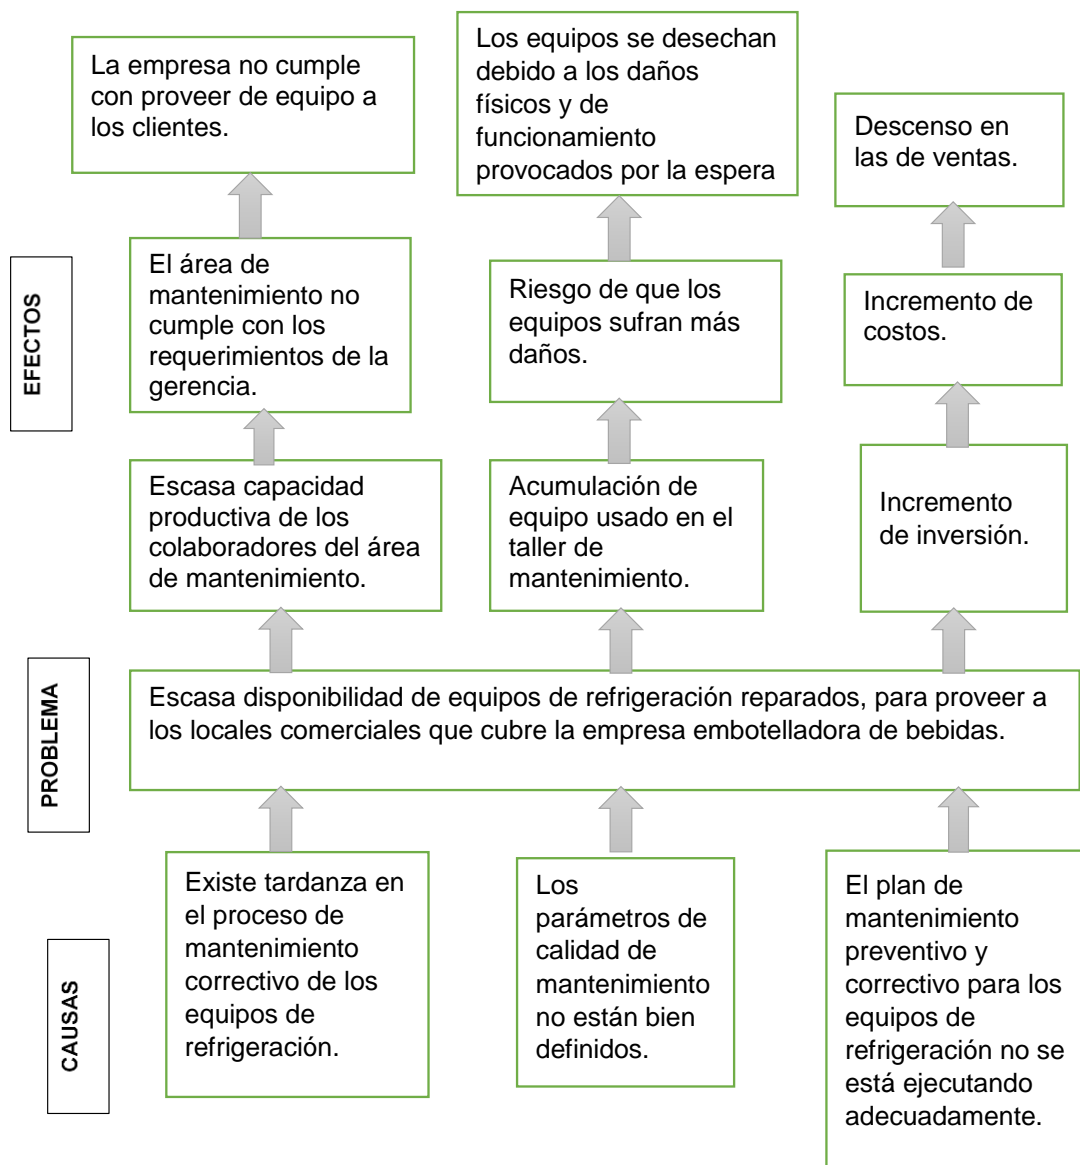 La empresa no cumple
con proveer de equipo a
los clientes.
Los equipos se desechan
debido a los daños
físicos y de
funcionamiento
provocados por la espera
Descenso en
las de ventas.
EFECTOS
El área de
mantenimiento no
cumple con los
requerimientos de la
gerencia.
Riesgo de que los
equipos sufran más
daños.
Incremento de
costos.
Escasa capacidad
productiva de los
colaboradores del área
de mantenimiento.
Acumulación de
equipo usado en el
taller de
mantenimiento.
Incremento
de inversión.
PROBLEMA
Escasa disponibilidad de equipos de refrigeración reparados, para proveer a
los locales comerciales que cubre la empresa embotelladora de bebidas.
CAUSAS
Existe tardanza en
el proceso de
mantenimiento
correctivo de los
equipos de
refrigeración.
Los
parámetros de
calidad de
mantenimiento
no están bien
definidos.
El plan de
mantenimiento
preventivo y
correctivo para los
equipos de
refrigeración no se
está ejecutando
adecuadamente.